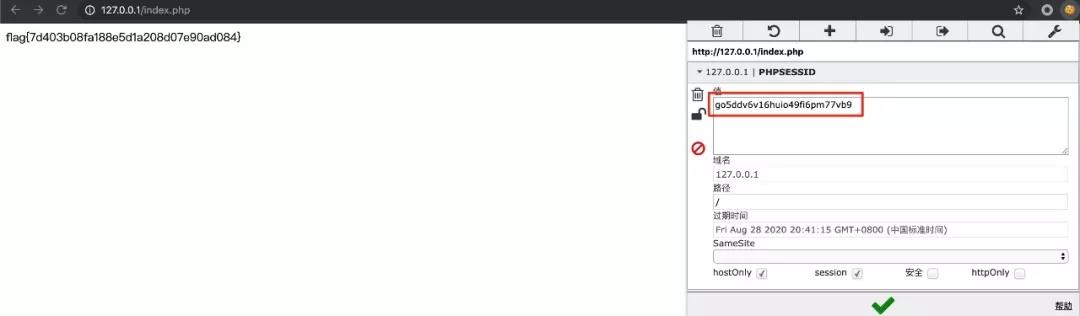 127.0.0.1/index.php
flag{7d403b08fa188e5d1a208d07e90ad084}
http://127.0.0.1/index.php
127.0.0.1 | PHPSESSID
值
go5ddv6v16huio49fi6pm77vb9
域名
127.0.0.1
路径
/
过期时间
Fri Aug 28 2020 20:41:15 GMT+0800 (中国标准时间)
SameSite
hostOnly session 安全 httpOnly
帮助